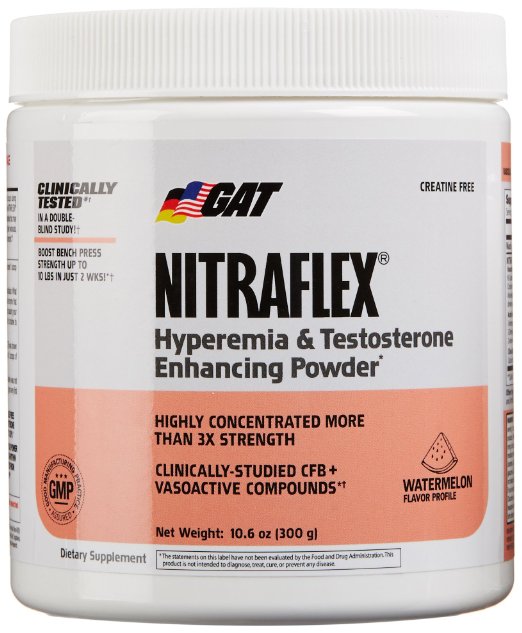 GAT
CREATINE FREE
CLINICALLY
TESTED*†
IN A DOUBLE-
BLIND STUDY!†
BOOST BENCH PRESS
STRENGTH UP TO
10 LBS IN JUST 2 WKS!*†
NITRAFLEX®
Hyperemia & Testosterone
Enhancing Powder*
HIGHLY CONCENTRATED MORE
THAN 3X STRENGTH
CLINICALLY-STUDIED CFB+
VASOACTIVE COMPOUNDS*†
WATERMELON
FLAVOR PROFILE
GOOD MANUFACTURING PRACTICE
GMP
ASSURED
Net Weight: 10.6 oz (300 g)
Dietary Supplement
*The statements on this label have not been evaluated by the Food and Drug Administration. This
product is not intended to diagnose, treat, cure, or prevent any disease.